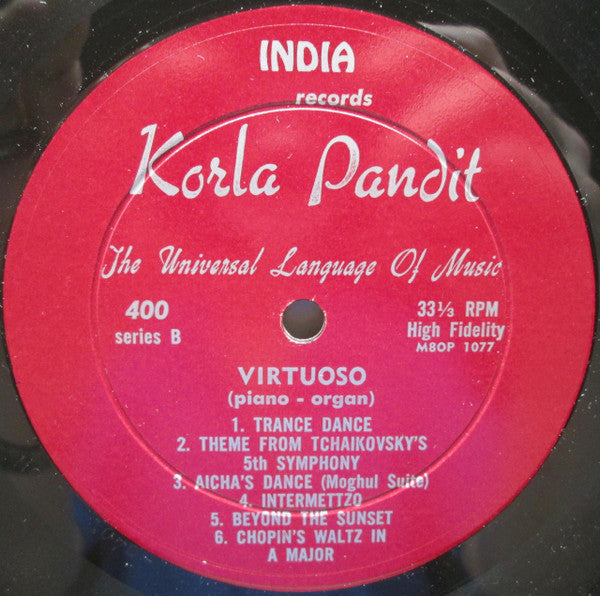 INDIA
records
Korla Pandit
The Universal Language Of Music
400
series B
33⅓ RPM
High Fidelity
M8OP 1077
VIRTUOSO
(piano - organ)
1. TRANCE DANCE
2. THEME FROM TCHAIKOVSKY'S
5th SYMPHONY
3. AICHA'S DANCE (Moghul Suite)
4. INTERMETTZO
5. BEYOND THE SUNSET
6. CHOPIN'S WALTZ IN
A MAJOR